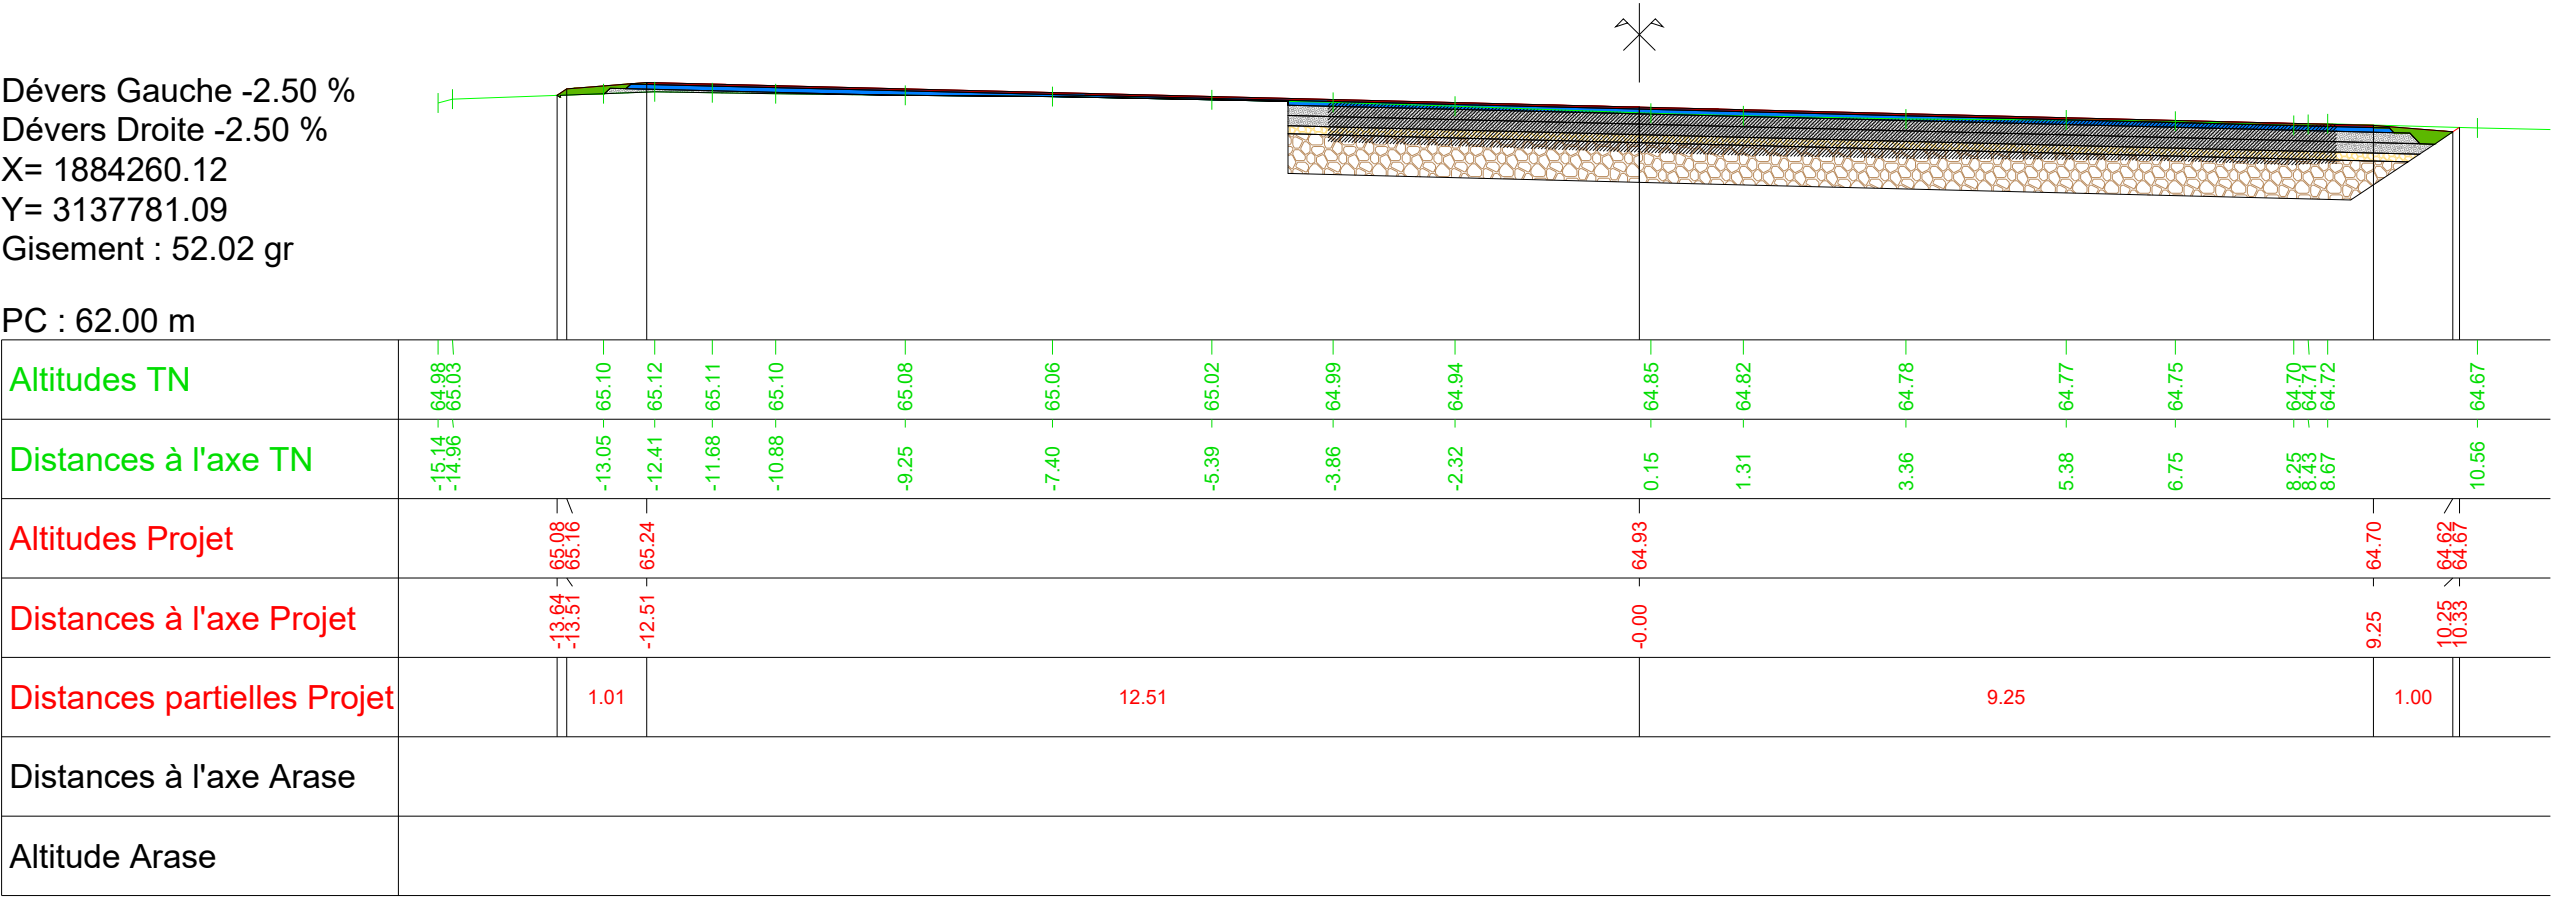 Dévers Gauche -2.50 %
Dévers Droite -2.50 %
X= 1884260.12
Y= 3137781.09
Gisement : 52.02 gr
PC : 62.00 m
Altitudes TN 64.98 65.03 65.10 65.12 65.11 65.10 65.08 65.06 65.02 64.99 64.94 64.85 64.82 64.78 64.77 64.75 64.70 64.71 64.72 64.67
Distances à l'axe TN -15.14 -14.96 -13.05 -12.41 -11.68 -10.88 -9.25 -7.40 -5.39 -3.86 -2.32 0.15 1.31 3.36 5.38 6.75 8.25 8.43 8.67 10.56
Altitudes Projet 65.08 65.16 65.24 64.93 64.70 64.62 64.67
Distances à l'axe Projet -13.64 -13.51 -12.51 -0.00 9.25 10.25 10.33
Distances partielles Projet 1.01 12.51 9.25 1.00
Distances à l'axe Arase
Altitude Arase